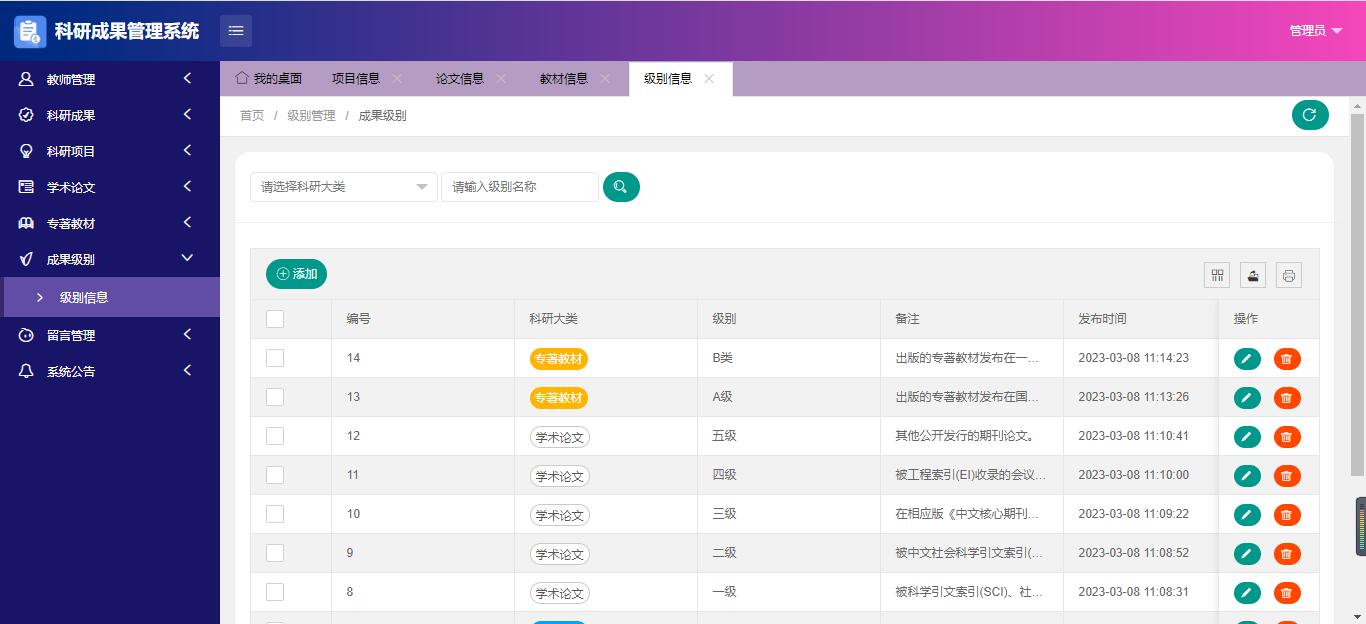 科研成果管理系统
管理员
教师管理
科研成果
科研项目
学术论文
专著教材
成果级别
级别信息
留言管理
系统公告
我的桌面 项目信息 论文信息 教材信息 级别信息
首页 / 级别管理 / 成果级别
请选择科研大类 请输入级别名称
添加
编号 科研大类 级别 备注 发布时间 操作
14 专著教材 B类 出版的专著教材发布在一... 2023-03-08 11:14:23
13 专著教材 A级 出版的专著教材发布在国... 2023-03-08 11:13:26
12 学术论文 五级 其他公开发行的期刊论文。 2023-03-08 11:10:41
11 学术论文 四级 被工程索引(EI)收录的会议... 2023-03-08 11:10:00
10 学术论文 三级 在相应版《中文核心期刊... 2023-03-08 11:09:22
9 学术论文 二级 被中文社会科学引文索引(... 2023-03-08 11:08:52
8 学术论文 一级 被科学引文索引(SCI)、社... 2023-03-08 11:08:31